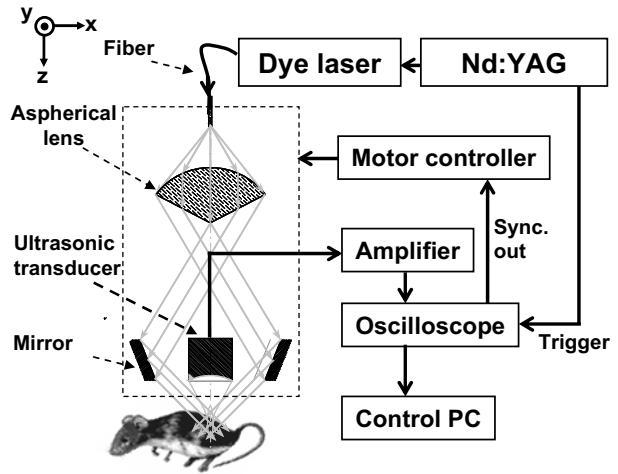 y
x
z
Fiber
Dye laser
Nd:YAG
Aspherical
lens
Motor controller
Ultrasonic
transducer
Amplifier
Sync.
out
Oscilloscope
Trigger
Mirror
Control PC